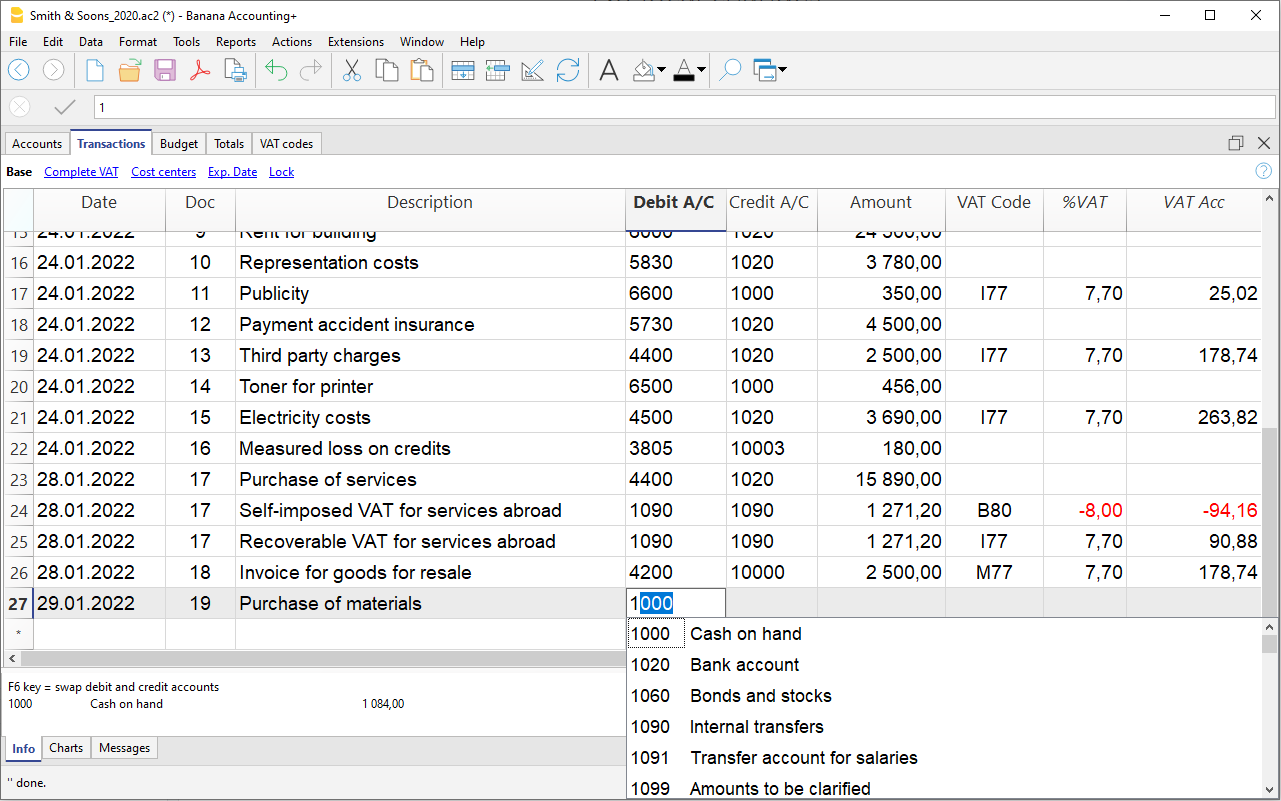 Smith & Soons_2020.ac2 (*) - Banana Accounting+
File Edit Data Format Tools Reports Actions Extensions Window Help
1
Accounts Transactions Budget Totals VAT codes
Base Complete VAT Cost centers Exp. Date Lock
Date Doc Description Debit A/C Credit A/C Amount VAT Code %VAT VAT Acc
15 24.01.2022 9 Rent for building 6000 1020 24 500,00
16 24.01.2022 10 Representation costs 5830 1020 3 780,00
17 24.01.2022 11 Publicity 6600 1000 350,00 I77 7,70 25,02
18 24.01.2022 12 Payment accident insurance 5730 1020 4 500,00
19 24.01.2022 13 Third party charges 4400 1020 2 500,00 I77 7,70 178,74
20 24.01.2022 14 Toner for printer 6500 1000 456,00
21 24.01.2022 15 Electricity costs 4500 1020 3 690,00 I77 7,70 263,82
22 24.01.2022 16 Measured loss on credits 3805 10003 180,00
23 28.01.2022 17 Purchase of services 4400 1020 15 890,00
24 28.01.2022 17 Self-imposed VAT for services abroad 1090 1090 1 271,20 B80 -8,00 -94,16
25 28.01.2022 17 Recoverable VAT for services abroad 1090 1090 1 271,20 I77 7,70 90,88
26 28.01.2022 18 Invoice for goods for resale 4200 10000 2 500,00 M77 7,70 178,74
27 29.01.2022 19 Purchase of materials 1000
*
1000 Cash on hand
1020 Bank account
1060 Bonds and stocks
1090 Internal transfers
1091 Transfer account for salaries
1099 Amounts to be clarified
F6 key = swap debit and credit accounts
1000 Cash on hand 1 084,00
Info Charts Messages
'' done.